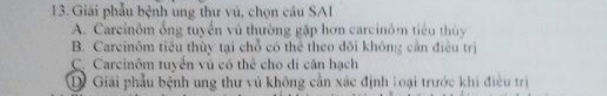 13. Giải phẫu bệnh ung thư vú, chọn câu SAI
A. Carcinôm ống tuyến vú thường gặp hơn carcinôm tiểu thùy
B. Carcinôm tiểu thùy tại chỗ có thể theo dõi không cần điều trị
C. Carcinôm tuyến vú có thể cho di căn hạch
D. Giải phẫu bệnh ung thư vú không cần xác định loại trước khi điều trị